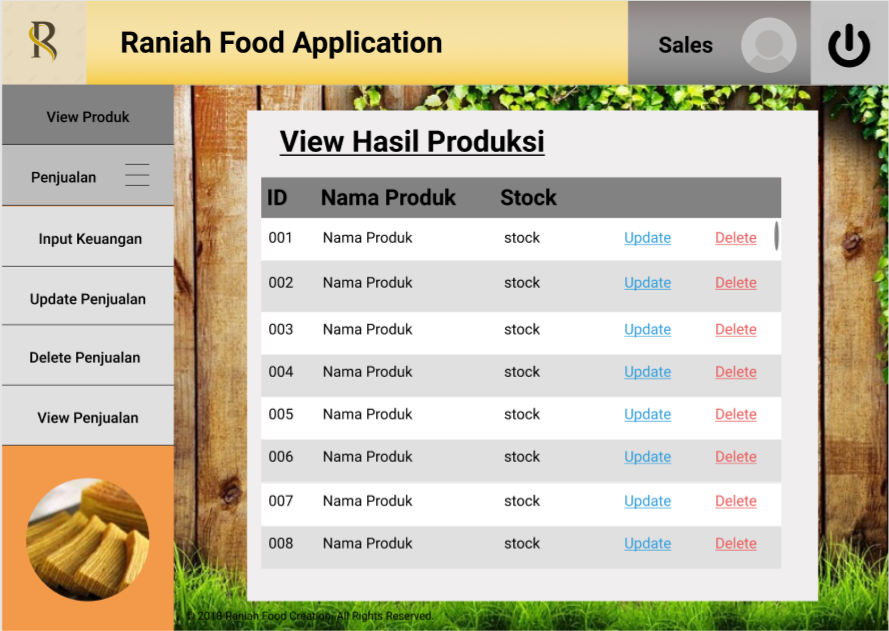 R
Raniah Food Application
Sales
View Produk
Penjualan
Input Keuangan
Update Penjualan
Delete Penjualan
View Penjualan
View Hasil Produksi
ID Nama Produk Stock
001 Nama Produk stock Update Delete
002 Nama Produk stock Update Delete
003 Nama Produk stock Update Delete
004 Nama Produk stock Update Delete
005 Nama Produk stock Update Delete
006 Nama Produk stock Update Delete
007 Nama Produk stock Update Delete
008 Nama Produk stock Update Delete
© 2018 Raniah Food Creation. All Rights Reserved.